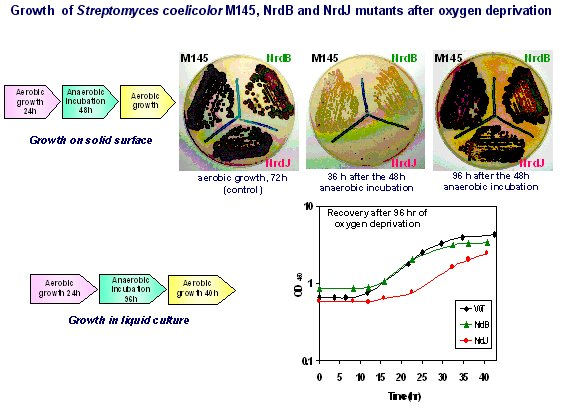 Growth of Streptomyces coelicolor M145, NrdB and NrdJ mutants after oxygen deprivation
M145
NrdB
NrdJ
M145
NrdB
NrdJ
M145
NrdB
NrdJ
Aerobic
growth
24h
Anaerobic
incubation
48h
Aerobic
growth
Growth on solid surface
aerobic growth, 72h
(control)
36 h after the 48h
anaerobic incubation
96 h after the 48h
anaerobic incubation
Recovery after 96 hr of
oxygen deprivation
10
1
0.1
OD
0
5
10
12
15
20
25
30
35
40
Time (hr)
WT
NrdB
NrdJ
Aerobic
growth 24h
Anaerobic
incubation
96h
Aerobic
growth 40h
Growth in liquid culture